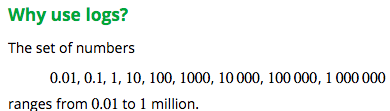 Why use logs?
The set of numbers
0.01, 0.1, 1, 10, 100, 1000, 10 000, 100 000, 1 000 000
ranges from 0.01 to 1 million.